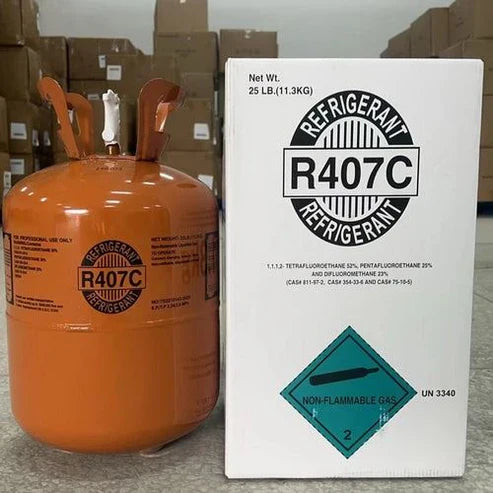 FOR PROFESSIONAL USE ONLY
REFRIGERANT
R407C
REFRIGERANT
Net Wt.
25 LB.(11.3KG)
REFRIGERANT
R407C
REFRIGERANT
1,1,1,2- TETRAFLUOROETHANE 52%, PENTAFLUOROETHANE 25%
AND DIFLUOROMETHANE 23%
(CAS# 811-97-2, CAS# 354-33-6 AND CAS# 75-10-5)
NON-FLAMMABLE GAS
2
UN 3340